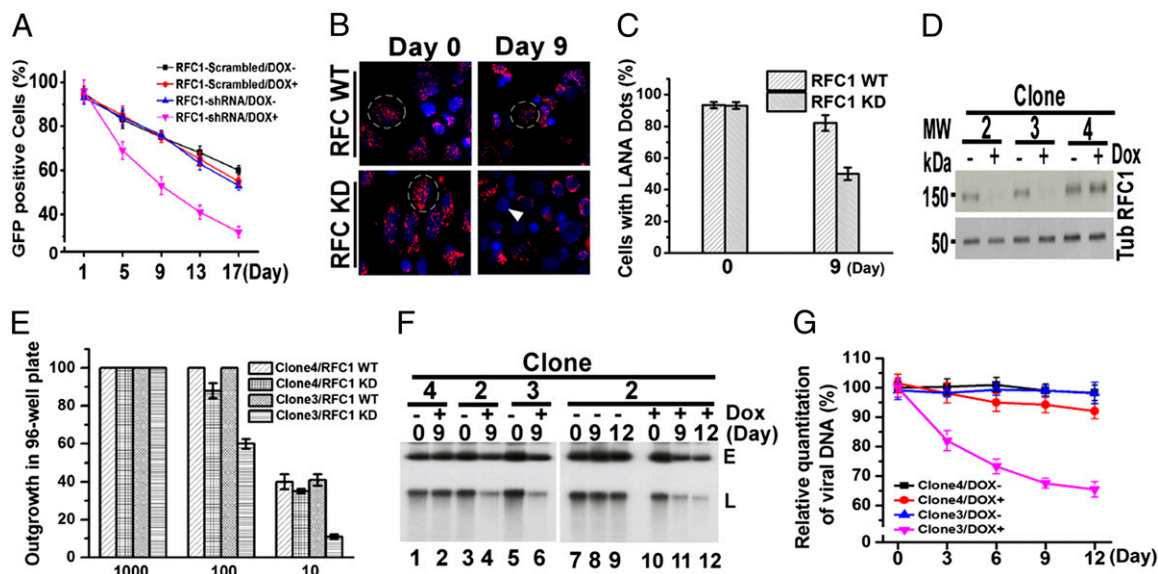 A
GFP positive Cells (%)
100
80
60
40
60
0
RFC1-Scrambled/DOX-
RFC1-Scrambled/DOX+
RFC1-shRNA/DOX-
RFC1-shRNA/DOX+
1 5 9 13 17(Day)
B
Day 0 Day 9
RFC WT
RFC KD
C
Cells with LANA Dots (%)
100
80
60
40
0
RFC1 WT
RFC1 KD
0 9 (Day)
D
Clone
MW 2 3 4
kDa - + - + - + Dox
150
50
RFC1
Tub
E
Outgrowth in 96-well plate
100
80
60
40
20
0
Clone4/RFC1 WT
Clone4/RFC1 KD
Clone3/RFC1 WT
Clone3/RFC1 KD
1000 100 10
F
Clone
4 2 3 2
- + - + - + - - - + + + Dox
0 9 0 9 0 9 0 9 12 0 9 12 (Day)
E
L
1 2 3 4 5 6 7 8 9 10 11 12
G
Relative quantitation
of viral DNA (%)
110
100
90
80
70
60
50
0
Clone4/DOX-
Clone4/DOX+
Clone3/DOX-
Clone3/DOX+
0 3 6 9 12 (Day)